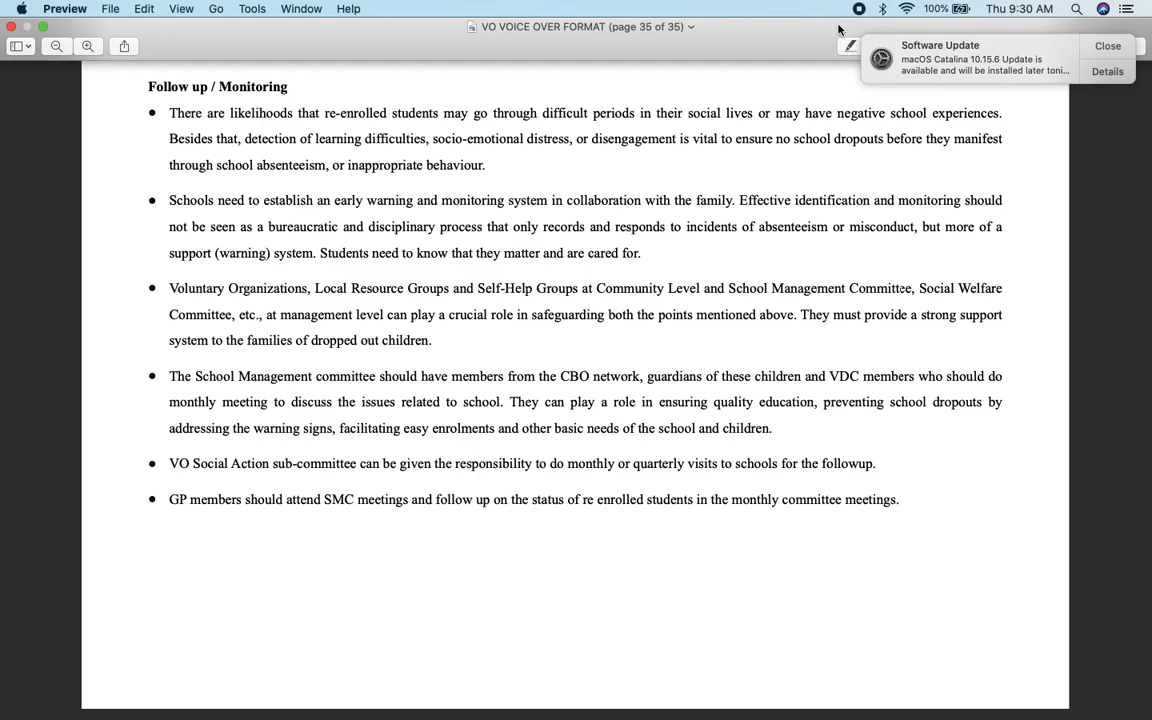 Preview File Edit View Go Tools Window Help 100% Thu 9:30 AM
VO VOICE OVER FORMAT (page 35 of 35)
Software Update
macOS Catalina 10.15.6 Update is
available and will be installed later toni...
Close
Details
Follow up / Monitoring
● There are likelihoods that re-enrolled students may go through difficult periods in their social lives or may have negative school experiences.
Besides that, detection of learning difficulties, socio-emotional distress, or disengagement is vital to ensure no school dropouts before they manifest
through school absenteeism, or inappropriate behaviour.
● Schools need to establish an early warning and monitoring system in collaboration with the family. Effective identification and monitoring should
not be seen as a bureaucratic and disciplinary process that only records and responds to incidents of absenteeism or misconduct, but more of a
support (warning) system. Students need to know that they matter and are cared for.
● Voluntary Organizations, Local Resource Groups and Self-Help Groups at Community Level and School Management Committee, Social Welfare
Committee, etc., at management level can play a crucial role in safeguarding both the points mentioned above. They must provide a strong support
system to the families of dropped out children.
● The School Management committee should have members from the CBO network, guardians of these children and VDC members who should do
monthly meeting to discuss the issues related to school. They can play a role in ensuring quality education, preventing school dropouts by
addressing the warning signs, facilitating easy enrolments and other basic needs of the school and children.
● VO Social Action sub-committee can be given the responsibility to do monthly or quarterly visits to schools for the followup.
● GP members should attend SMC meetings and follow up on the status of re enrolled students in the monthly committee meetings.